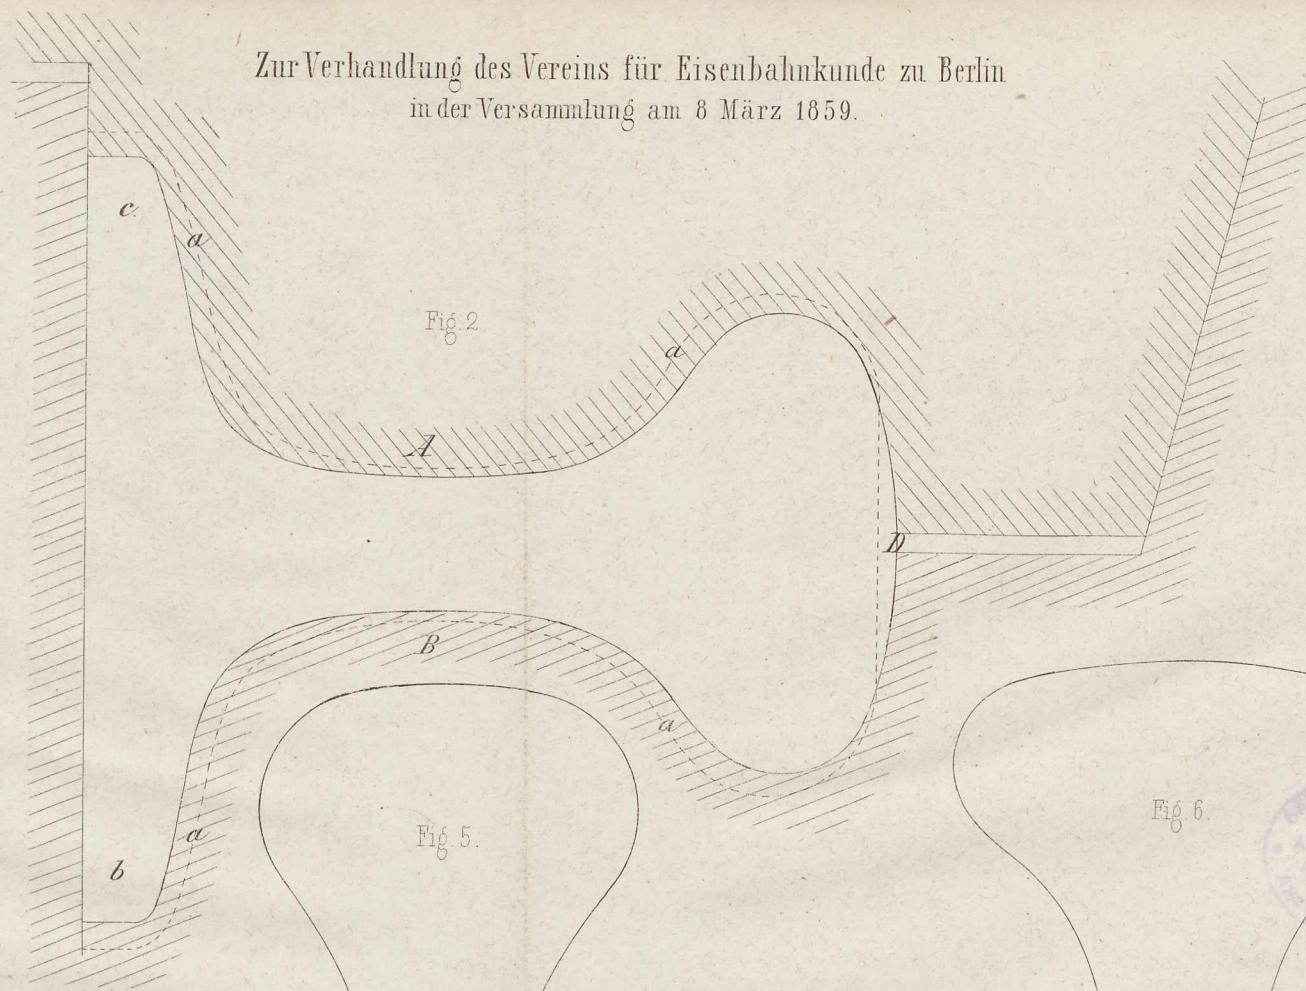 Zur Verhandlung des Vereins für Eisenbahnkunde zu Berlin
in der Versammlung am 8 März 1859.
c.
a
Fig. 2
a
A
D
B
a
a
b
Fig. 5.
Fig 6.